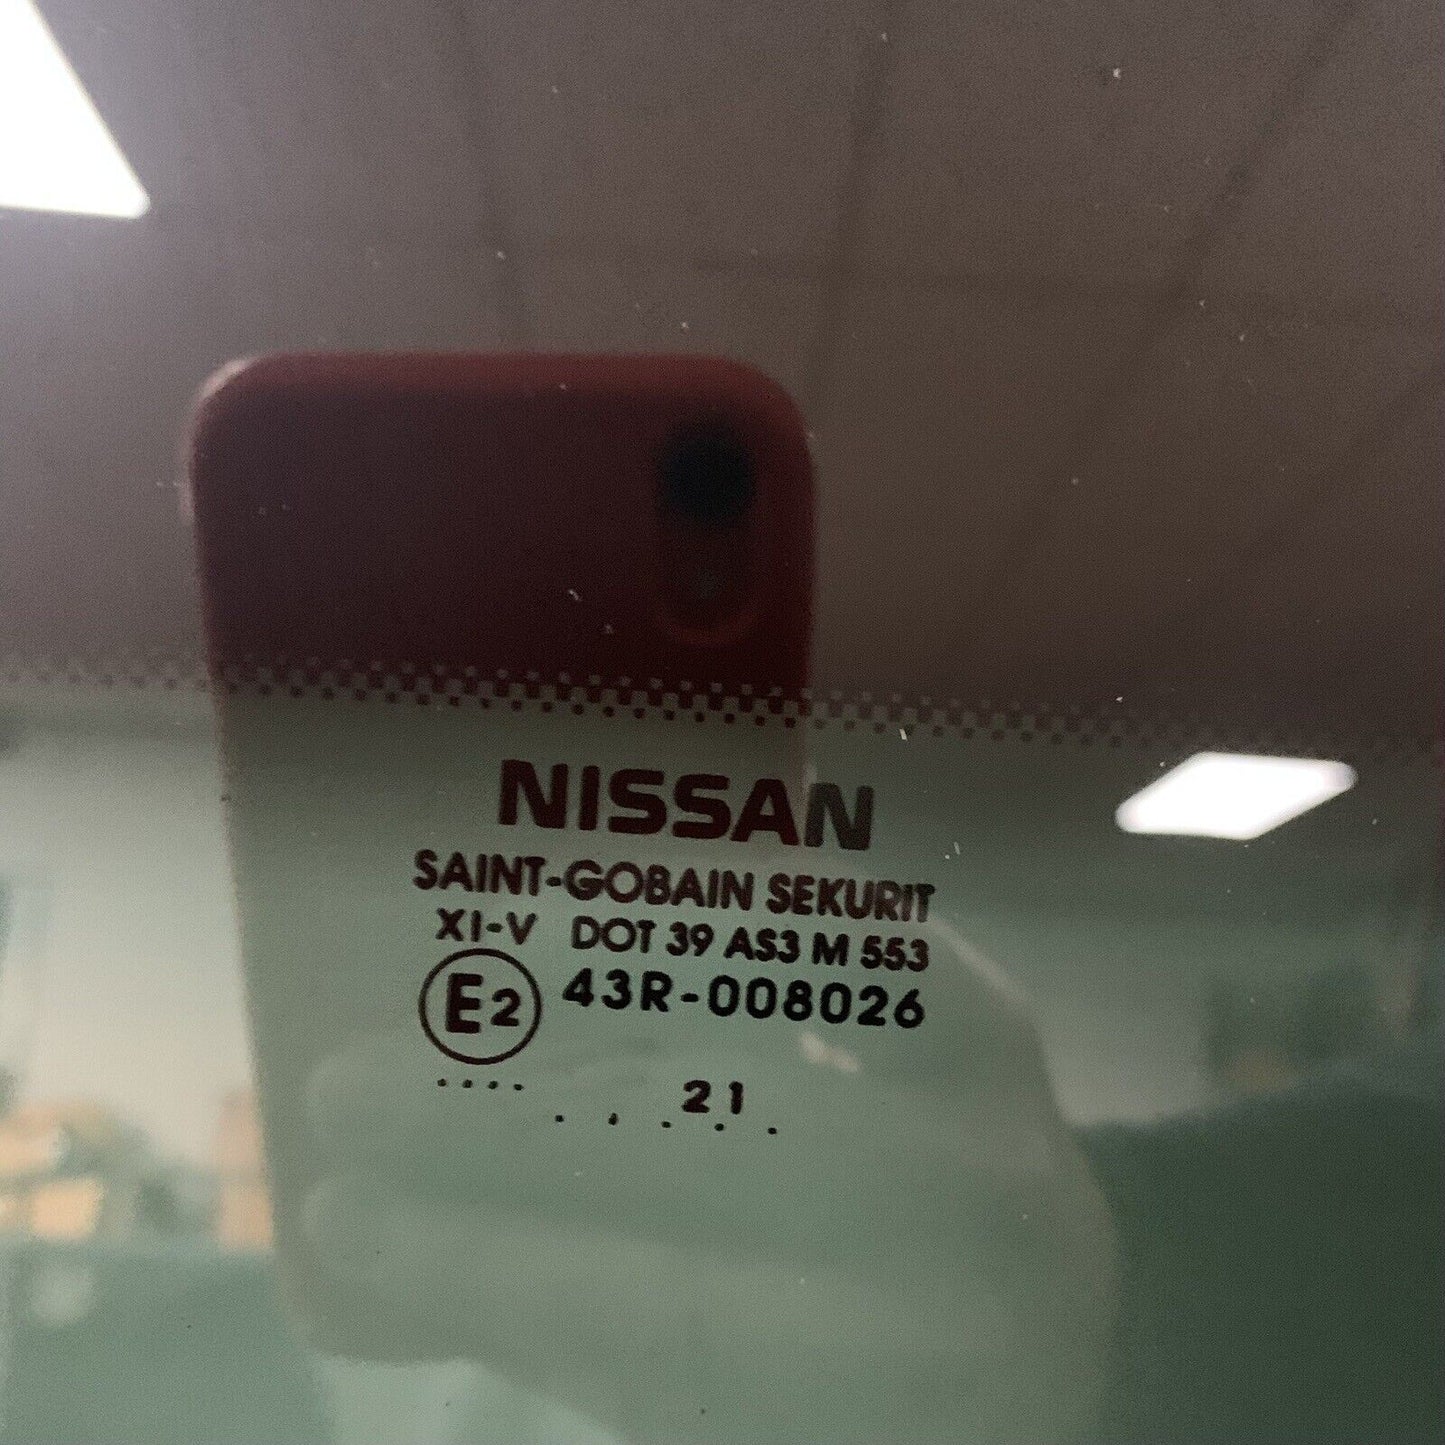 NISSAN
SAINT-GOBAIN SEKURIT
XI-V DOT 39 AS3 M 553
E2 43R-008026
.... 21
. . . . .